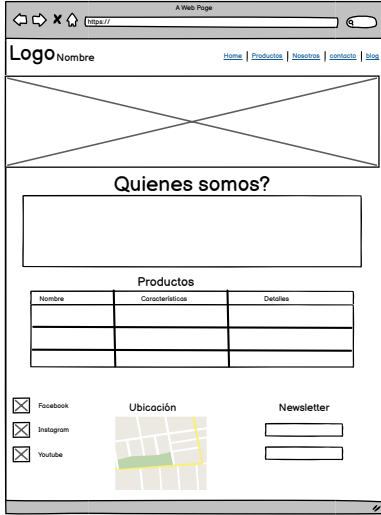 A Web Page
https://
Logo Nombre
Home | Productos | Nosotros | contacto | blog
Quienes somos?
Productos
Nombre Características Detalles
Facebook
Instagram
Youtube
Ubicación
Newsletter